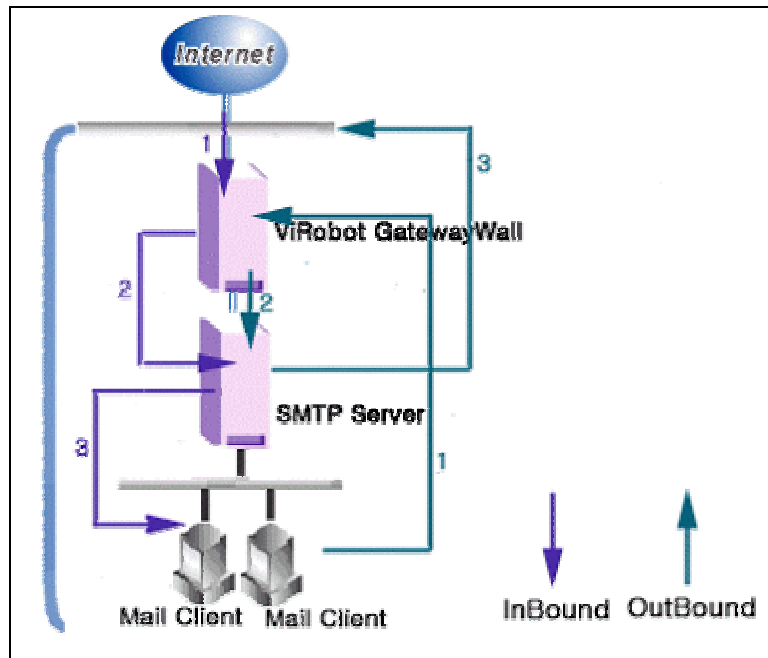 Internet
1
3
ViRobot GatewayWall
2
2
SMTP Server
3
1
Mail Client
Mail Client
InBound
OutBound